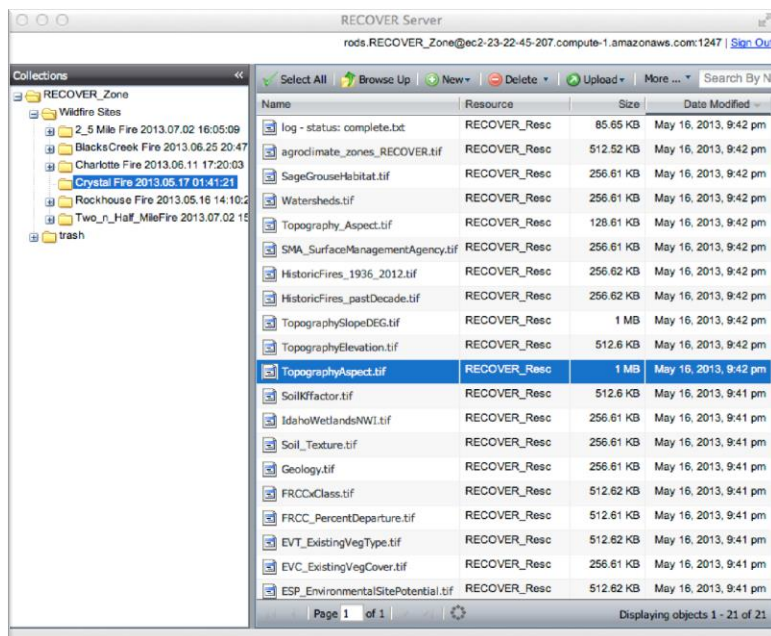 RECOVER Server
rods.RECOVER_Zone@ec2-23-22-45-207.compute-1.amazonaws.com:1247 | Sign Out
Collections «
Select All Browse Up New Delete Upload More ... Search By N
RECOVER_Zone
Wildfire Sites
2_5 Mile Fire 2013.07.02 16:05:09
BlacksCreek Fire 2013.06.25 20:47
Charlotte Fire 2013.06.11 17:20:03
Crystal Fire 2013.05.17 01:41:21
Rockhouse Fire 2013.05.16 14:10:2
Two_n_Half_MileFire 2013.07.02 15
trash
Name Resource Size Date Modified
log - status: complete.txt RECOVER_Resc 85.65 KB May 16, 2013, 9:42 pm
agroclimate_zones_RECOVER.tif RECOVER_Resc 512.52 KB May 16, 2013, 9:42 pm
SageGrouseHabitat.tif RECOVER_Resc 256.61 KB May 16, 2013, 9:42 pm
Watersheds.tif RECOVER_Resc 256.61 KB May 16, 2013, 9:42 pm
Topography_Aspect.tif RECOVER_Resc 128.61 KB May 16, 2013, 9:42 pm
SMA_SurfaceManagementAgency.tif RECOVER_Resc 256.61 KB May 16, 2013, 9:42 pm
HistoricFires_1936_2012.tif RECOVER_Resc 256.62 KB May 16, 2013, 9:42 pm
HistoricFires_pastDecade.tif RECOVER_Resc 256.62 KB May 16, 2013, 9:42 pm
TopographySlopeDEG.tif RECOVER_Resc 1 MB May 16, 2013, 9:42 pm
TopographyElevation.tif RECOVER_Resc 512.6 KB May 16, 2013, 9:42 pm
TopographyAspect.tif RECOVER_Resc 1 MB May 16, 2013, 9:42 pm
SoilKffactor.tif RECOVER_Resc 512.6 KB May 16, 2013, 9:41 pm
IdahoWetlandsNWI.tif RECOVER_Resc 256.61 KB May 16, 2013, 9:41 pm
Soil_Texture.tif RECOVER_Resc 256.61 KB May 16, 2013, 9:41 pm
Geology.tif RECOVER_Resc 256.61 KB May 16, 2013, 9:41 pm
FRCCxClass.tif RECOVER_Resc 512.62 KB May 16, 2013, 9:41 pm
FRCC_PercentDeparture.tif RECOVER_Resc 512.61 KB May 16, 2013, 9:41 pm
EVT_ExistingVegType.tif RECOVER_Resc 512.62 KB May 16, 2013, 9:41 pm
EVC_ExistingVegCover.tif RECOVER_Resc 256.61 KB May 16, 2013, 9:41 pm
ESP_EnvironmentalSitePotential.tif RECOVER_Resc 512.62 KB May 16, 2013, 9:41 pm
Page 1 of 1 Displaying objects 1 - 21 of 21